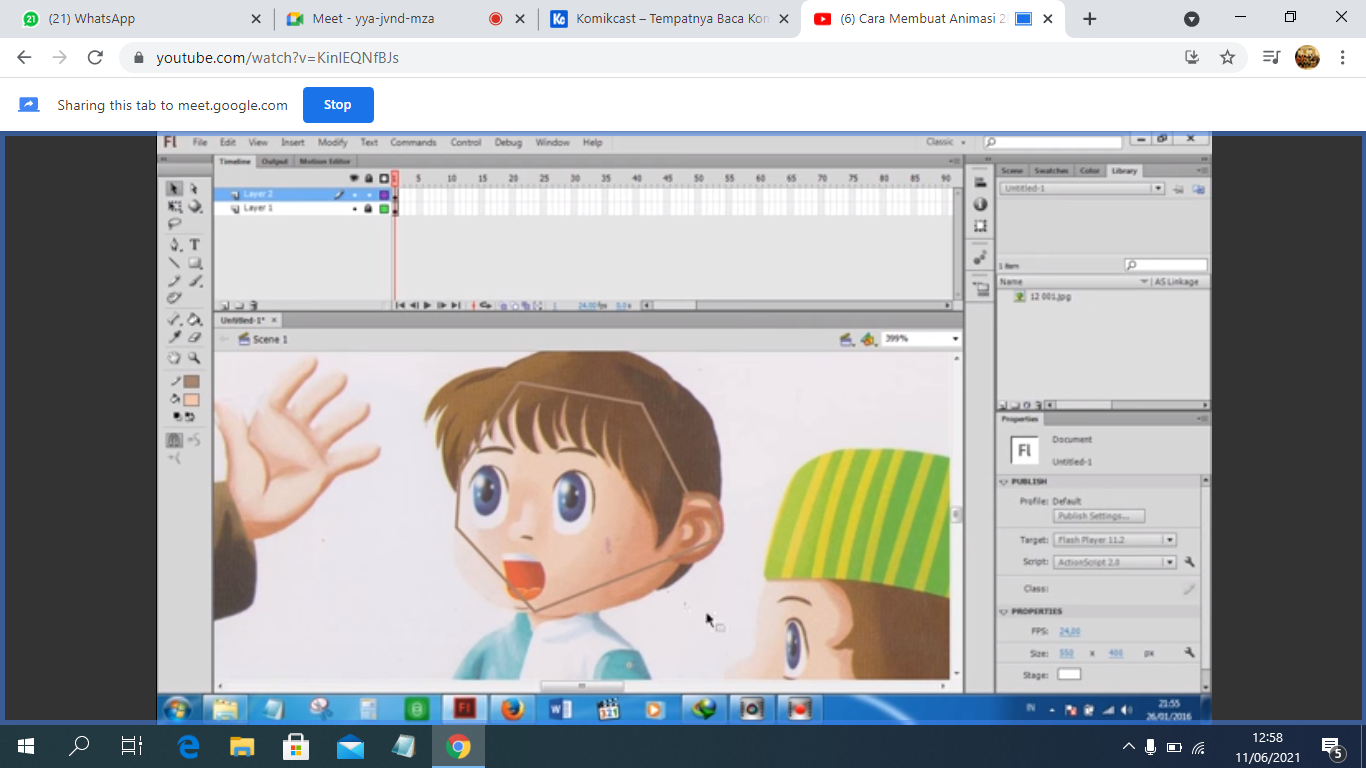 (21) WhatsApp
Meet - yya-jvnd-mza
Komikcast – Tempatnya Baca Kon
(6) Cara Membuat Animasi 2
youtube.com/watch?v=KinlEQNfBJs
Sharing this tab to meet.google.com
Stop
Fl File Edit View Insert Modify Text Commands Control Debug Window Help
Classic
Timeline Output Motion Editor
1 5 10 15 20 25 30 35 40 45 50 55 60 65 70 75 80 85 90
Layer 2
Layer 1
1 24.00 fps 0.0 s
Untitled-1*
Scene 1
399%
Scene Swatches Color Library
Untitled-1
1 item
Name AS Linkage
12 001.jpg
Properties
Fl
Document
Untitled-1
PUBLISH
Profile: Default
Publish Settings...
Target: Flash Player 11.2
Script: ActionScript 2.0
Class:
PROPERTIES
FPS: 24.00
Size: 550 x 400 px
Stage:
Fl
W
321
IN
21:55
26/01/2016
12:58
11/06/2021
5